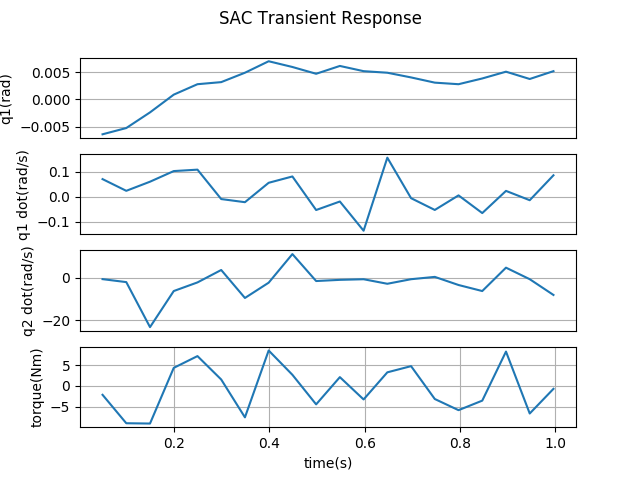 SAC Transient Response
q1(rad)
0.005
0.000
−0.005
q1 dot(rad/s)
0.1
0.0
−0.1
q2 dot(rad/s)
0
−20
torque(Nm)
5
0
−5
0.2 0.4 0.6 0.8 1.0
time(s)